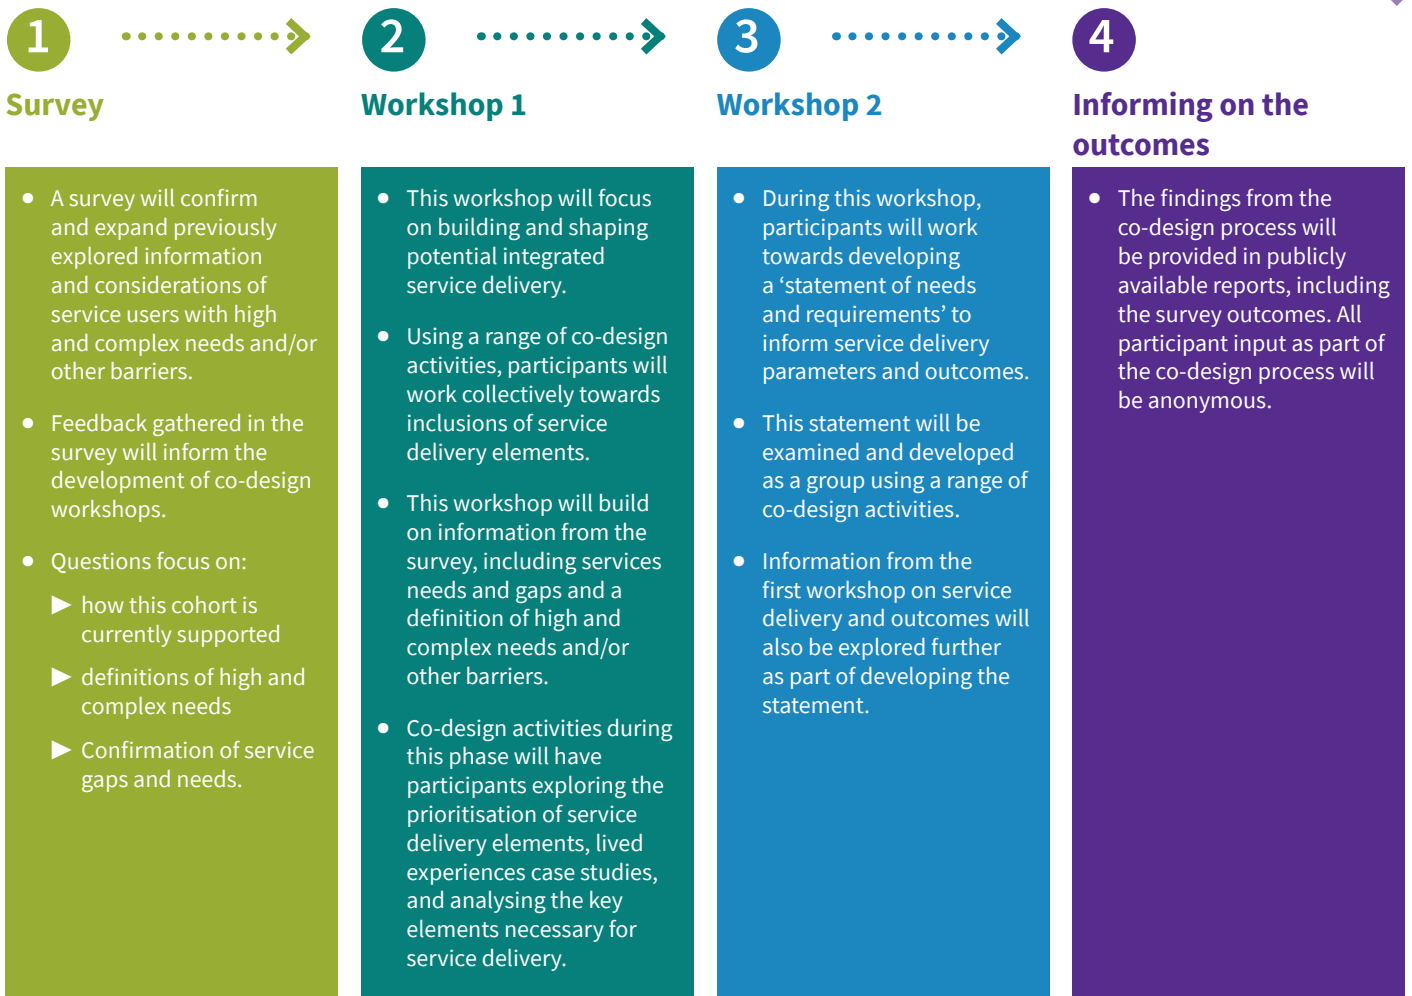 1
Survey
• A survey will confirm
and expand previously
explored information
and considerations of
service users with high
and complex needs and/or
other barriers.
• Feedback gathered in the
survey will inform the
development of co-design
workshops.
• Questions focus on:
▶ how this cohort is
currently supported
▶ definitions of high and
complex needs
▶ Confirmation of service
gaps and needs.
2
Workshop 1
• This workshop will focus
on building and shaping
potential integrated
service delivery.
• Using a range of co-design
activities, participants will
work collectively towards
inclusions of service
delivery elements.
• This workshop will build
on information from the
survey, including services
needs and gaps and a
definition of high and
complex needs and/or
other barriers.
• Co-design activities during
this phase will have
participants exploring the
prioritisation of service
delivery elements, lived
experiences case studies,
and analysing the key
elements necessary for
service delivery.
3
Workshop 2
• During this workshop,
participants will work
towards developing
a ‘statement of needs
and requirements’ to
inform service delivery
parameters and outcomes.
• This statement will be
examined and developed
as a group using a range of
co-design activities.
• Information from the
first workshop on service
delivery and outcomes will
also be explored further
as part of developing the
statement.
4
Informing on the
outcomes
• The findings from the
co-design process will
be provided in publicly
available reports, including
the survey outcomes. All
participant input as part of
the co-design process will
be anonymous.